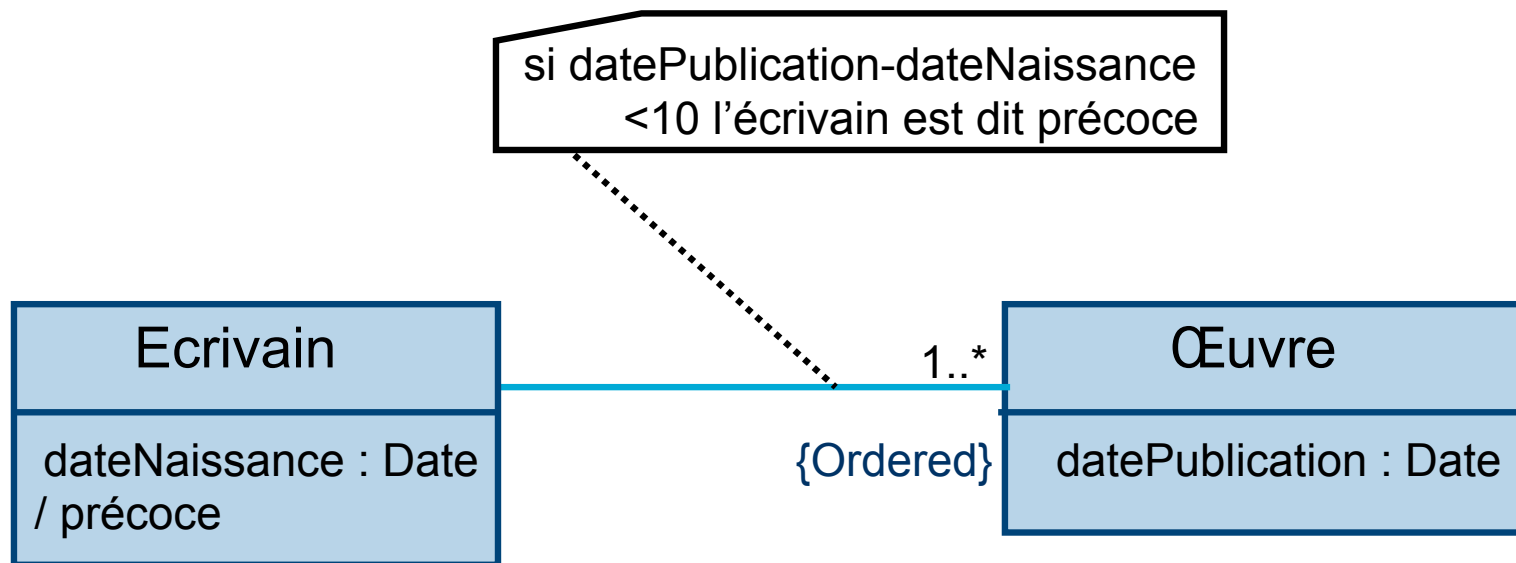 si datePublication-dateNaissance
<10 l’écrivain est dit précoce
Ecrivain
1..*
Œuvre
dateNaissance : Date
/ précoce
{Ordered}
datePublication : Date